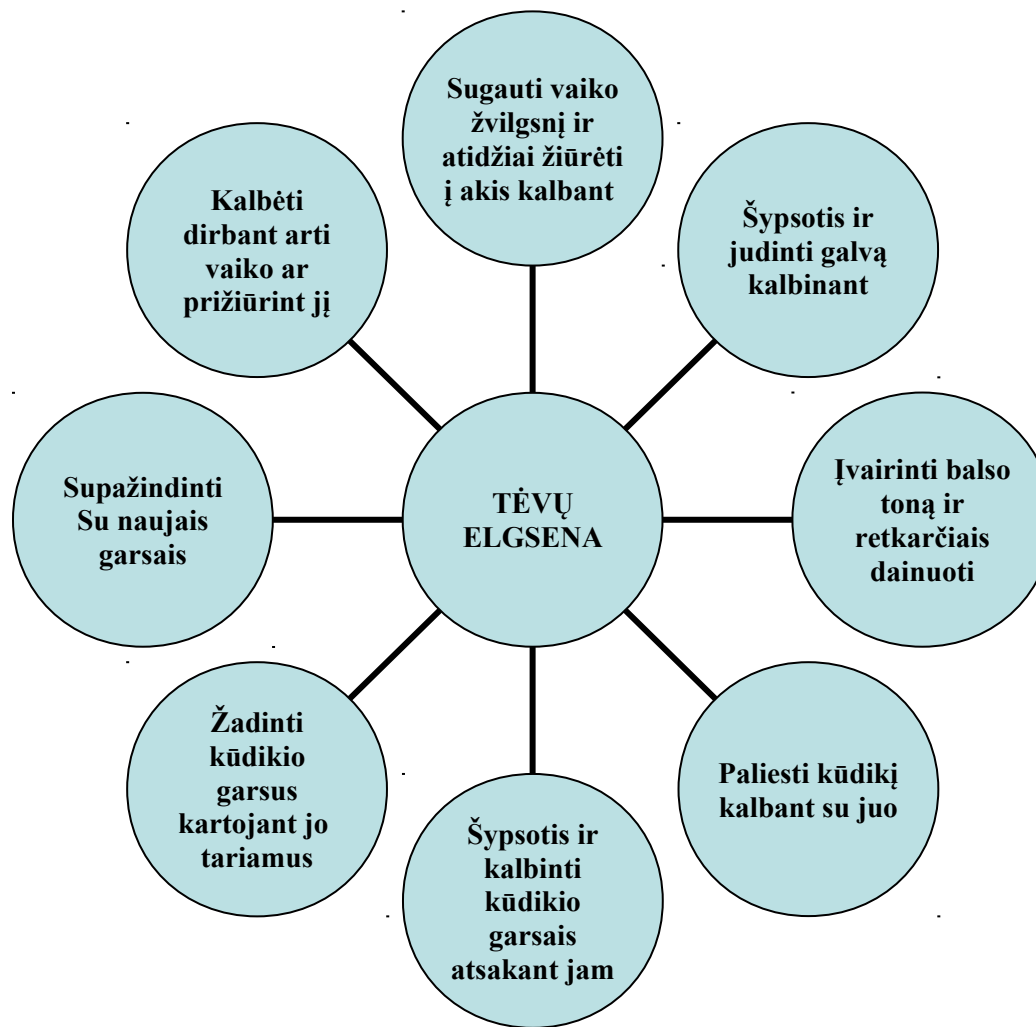 Sugauti vaiko
žvilgsnį ir
atidžiai žiūrėti
į akis kalbant
Šypsotis ir
judinti galvą
kalbinant
Įvairinti balso
toną ir
retkarčiais
dainuoti
Paliesti kūdikį
kalbant su juo
Šypsotis ir
kalbinti
kūdikio
garsais
atsakant jam
Žadinti
kūdikio
garsus
kartojant jo
tariamus
Supažindinti
Su naujais
garsais
Kalbėti
dirbant arti
vaiko ar
prižiūrint jį
TĖVŲ
ELGSENA